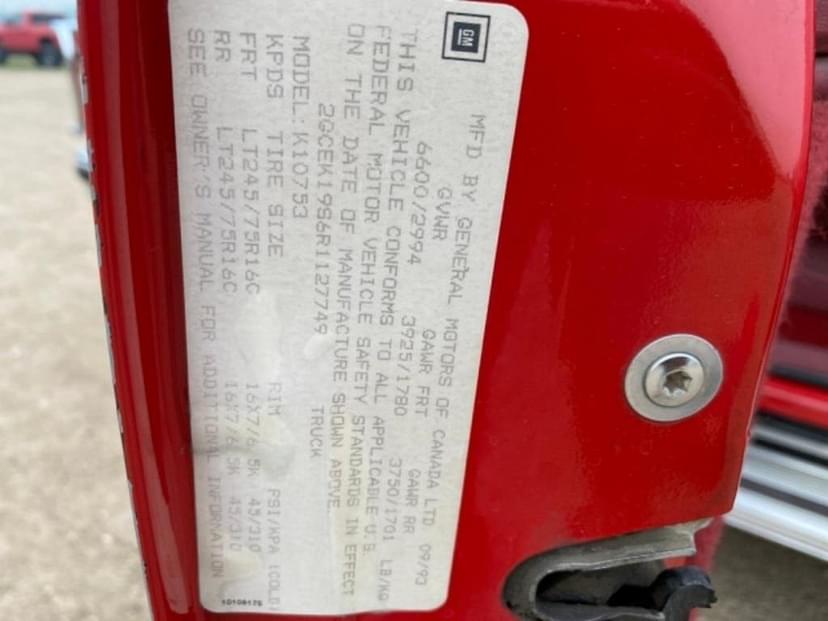 GM
MFD BY GENERAL MOTORS OF CANADA LTD 09/93
GVWR GAWR FRT GAWR RR
6600/2994 3925/1780 3750/1701 LB/KG
THIS VEHICLE CONFORMS TO ALL APPLICABLE U.S.
FEDERAL MOTOR VEHICLE SAFETY STANDARDS IN EFFECT
ON THE DATE OF MANUFACTURE SHOWN ABOVE
2GCEK19S6R1127749 TRUCK
MODEL:K10753
KPDS TIRE SIZE RIM PSI/KPA (COLD)
FRT LT245/75R16C 16X7/6.5K 45/310
RR LT245/75R16C 16X7/6.5K 45/310
SEE OWNER'S MANUAL FOR ADDITIONAL INFORMATION
10108175